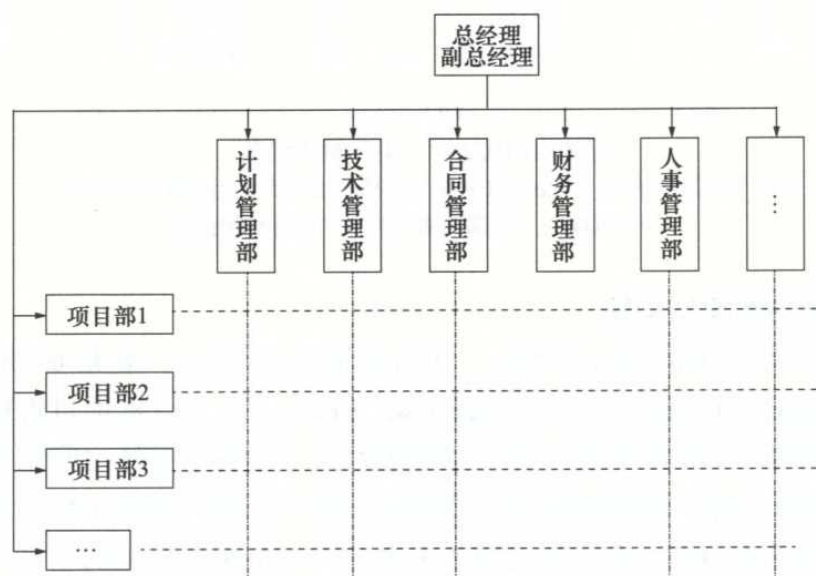 总经理
副总经理
计划管理部
技术管理部
合同管理部
财务管理部
人事管理部
⋮
项目部1
项目部2
项目部3
…